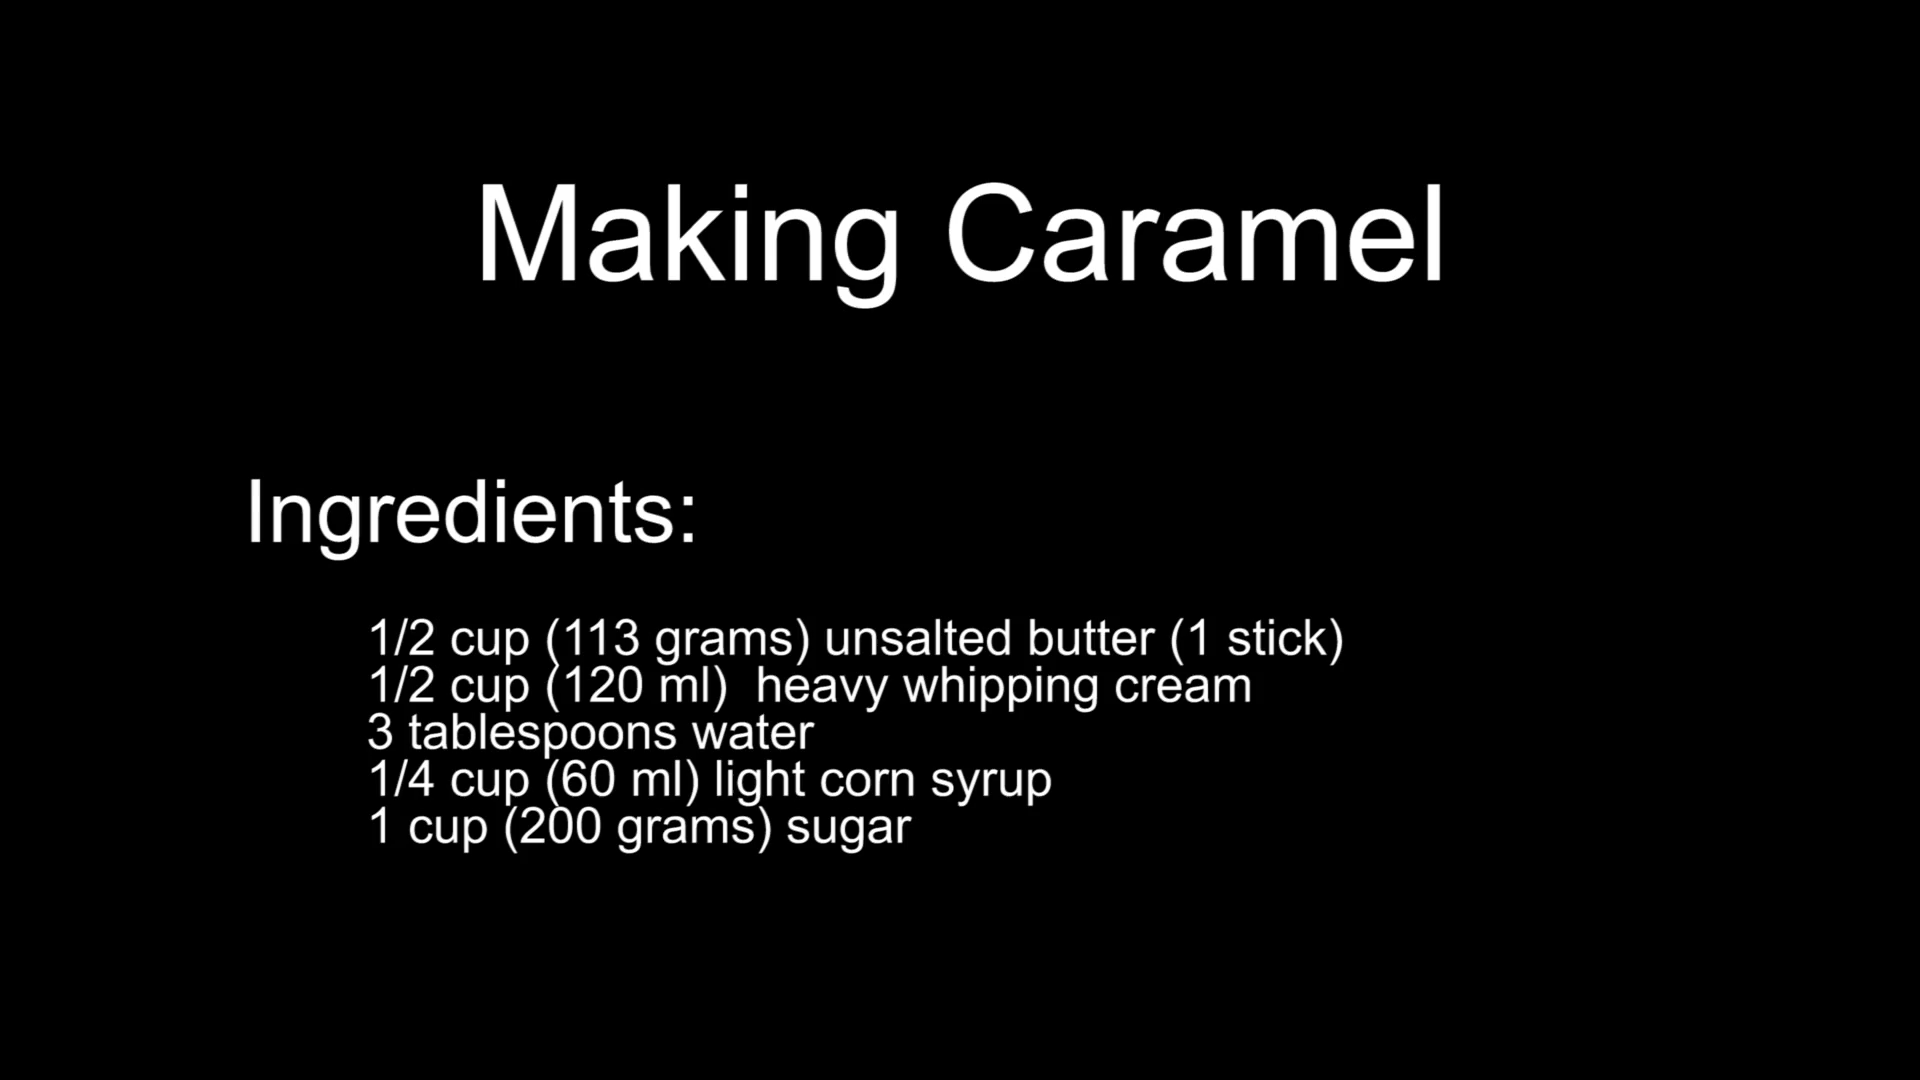 Making Caramel
Ingredients:
1/2 cup (113 grams) unsalted butter (1 stick)
1/2 cup (120 ml)  heavy whipping cream
3 tablespoons water
1/4 cup (60 ml) light corn syrup
1 cup (200 grams) sugar